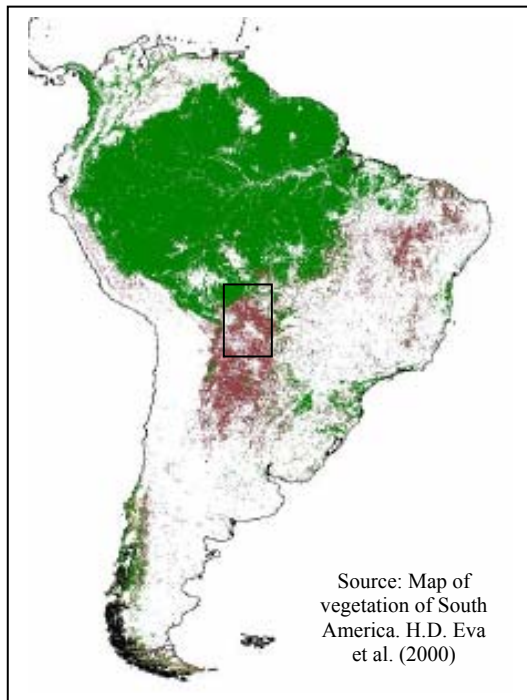 Source: Map of
vegetation of South
America. H.D. Eva
et al. (2000)